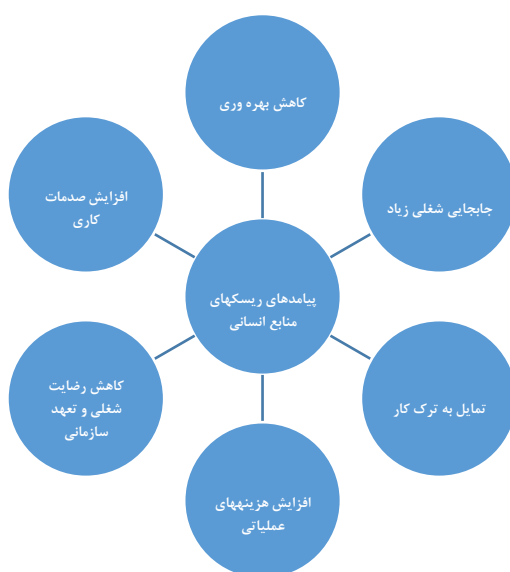 کاهش بهره وری
جابجایی شغلی زیاد
تمایل به ترک کار
افزایش هزینههای
عملیاتی
کاهش رضایت
شغلی و تعهد
سازمانی
افزایش صدمات
کاری
پیامدهای ریسکهای
منابع انسانی